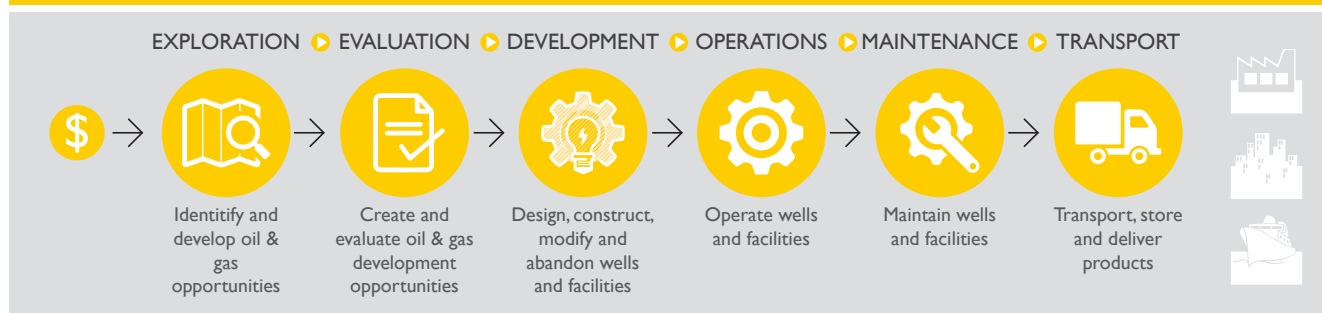 EXPLORATION EVALUATION DEVELOPMENT OPERATIONS MAINTENANCE TRANSPORT
$
Identitify and
develop oil &
gas
opportunities
Create and
evaluate oil & gas
development
opportunities
Design, construct,
modify and
abandon wells
and facilities
Operate wells
and facilities
Maintain wells
and facilities
Transport, store
and deliver
products